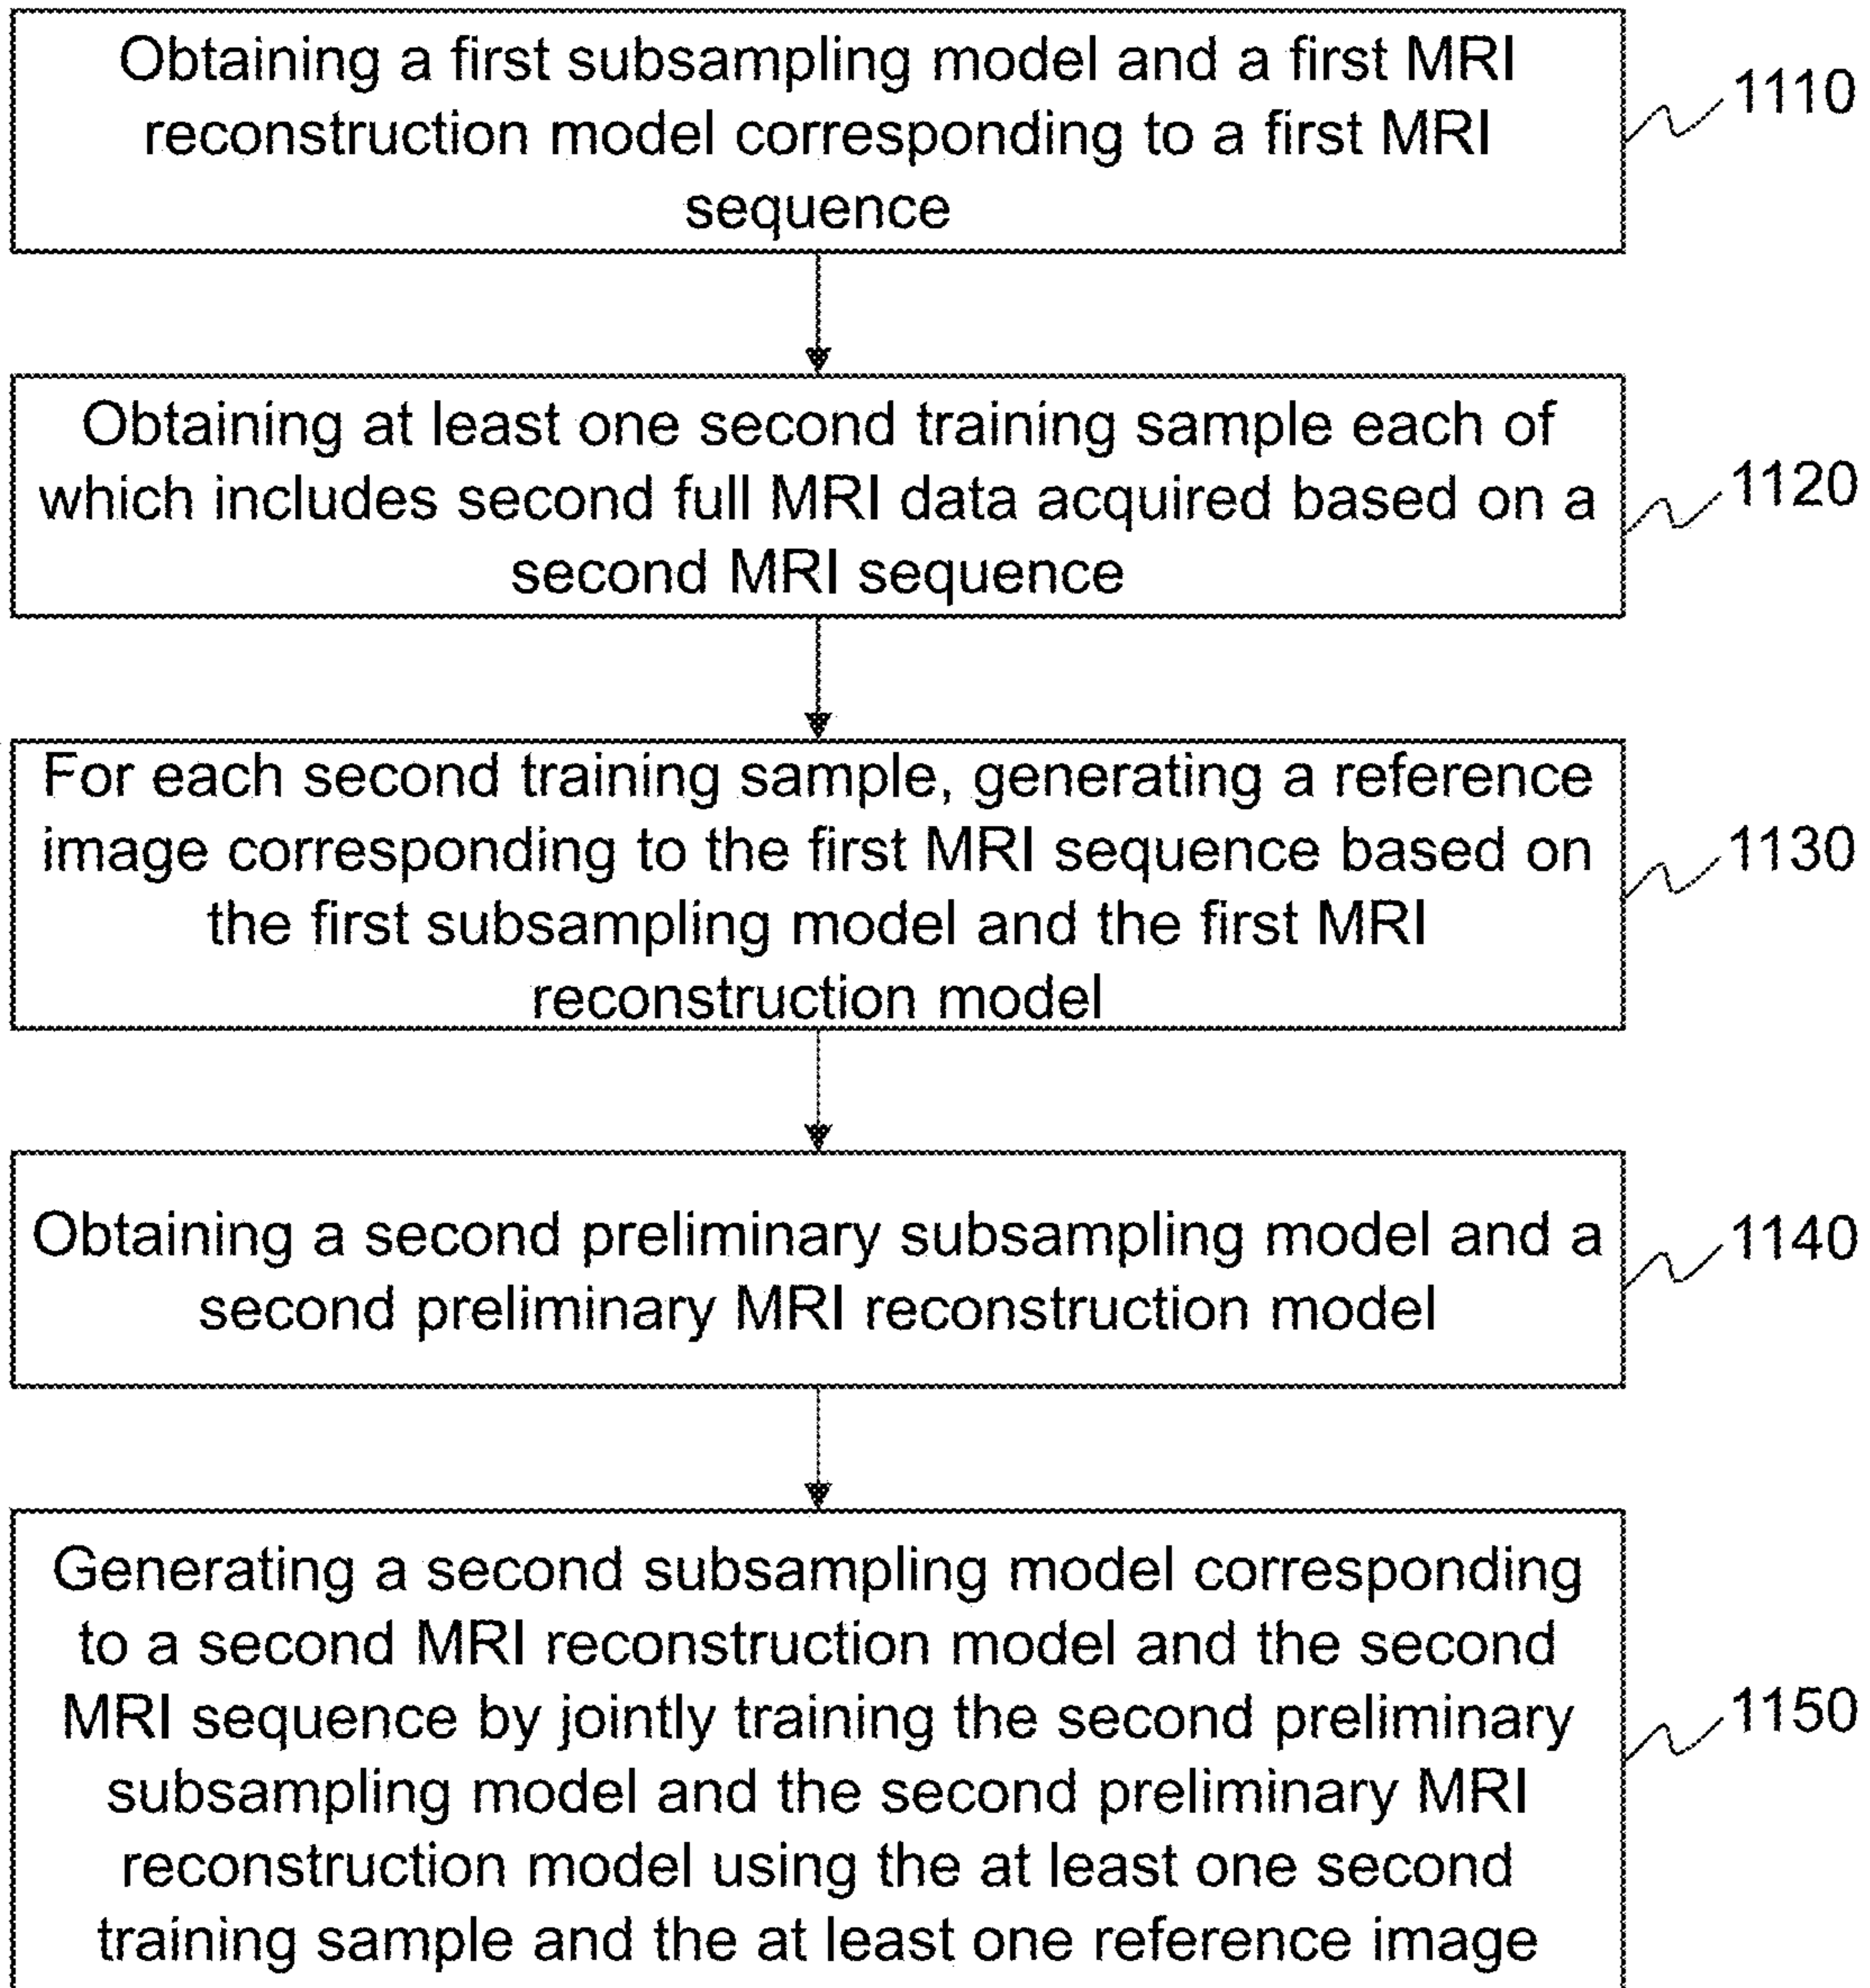 Obtaining a first subsampling model and a first MRI
reconstruction model corresponding to a first MRI
sequence
1110
Obtaining at least one second training sample each of
which includes second full MRI data acquired based on a
second MRI sequence
1120
For each second training sample, generating a reference
image corresponding to the first MRI sequence based on
the first subsampling model and the first MRI
reconstruction model
1130
Obtaining a second preliminary subsampling model and a
second preliminary MRI reconstruction model
1140
Generating a second subsampling model corresponding
to a second MRI reconstruction model and the second
MRI sequence by jointly training the second preliminary
subsampling model and the second preliminary MRI
reconstruction model using the at least one second
training sample and the at least one reference image
1150